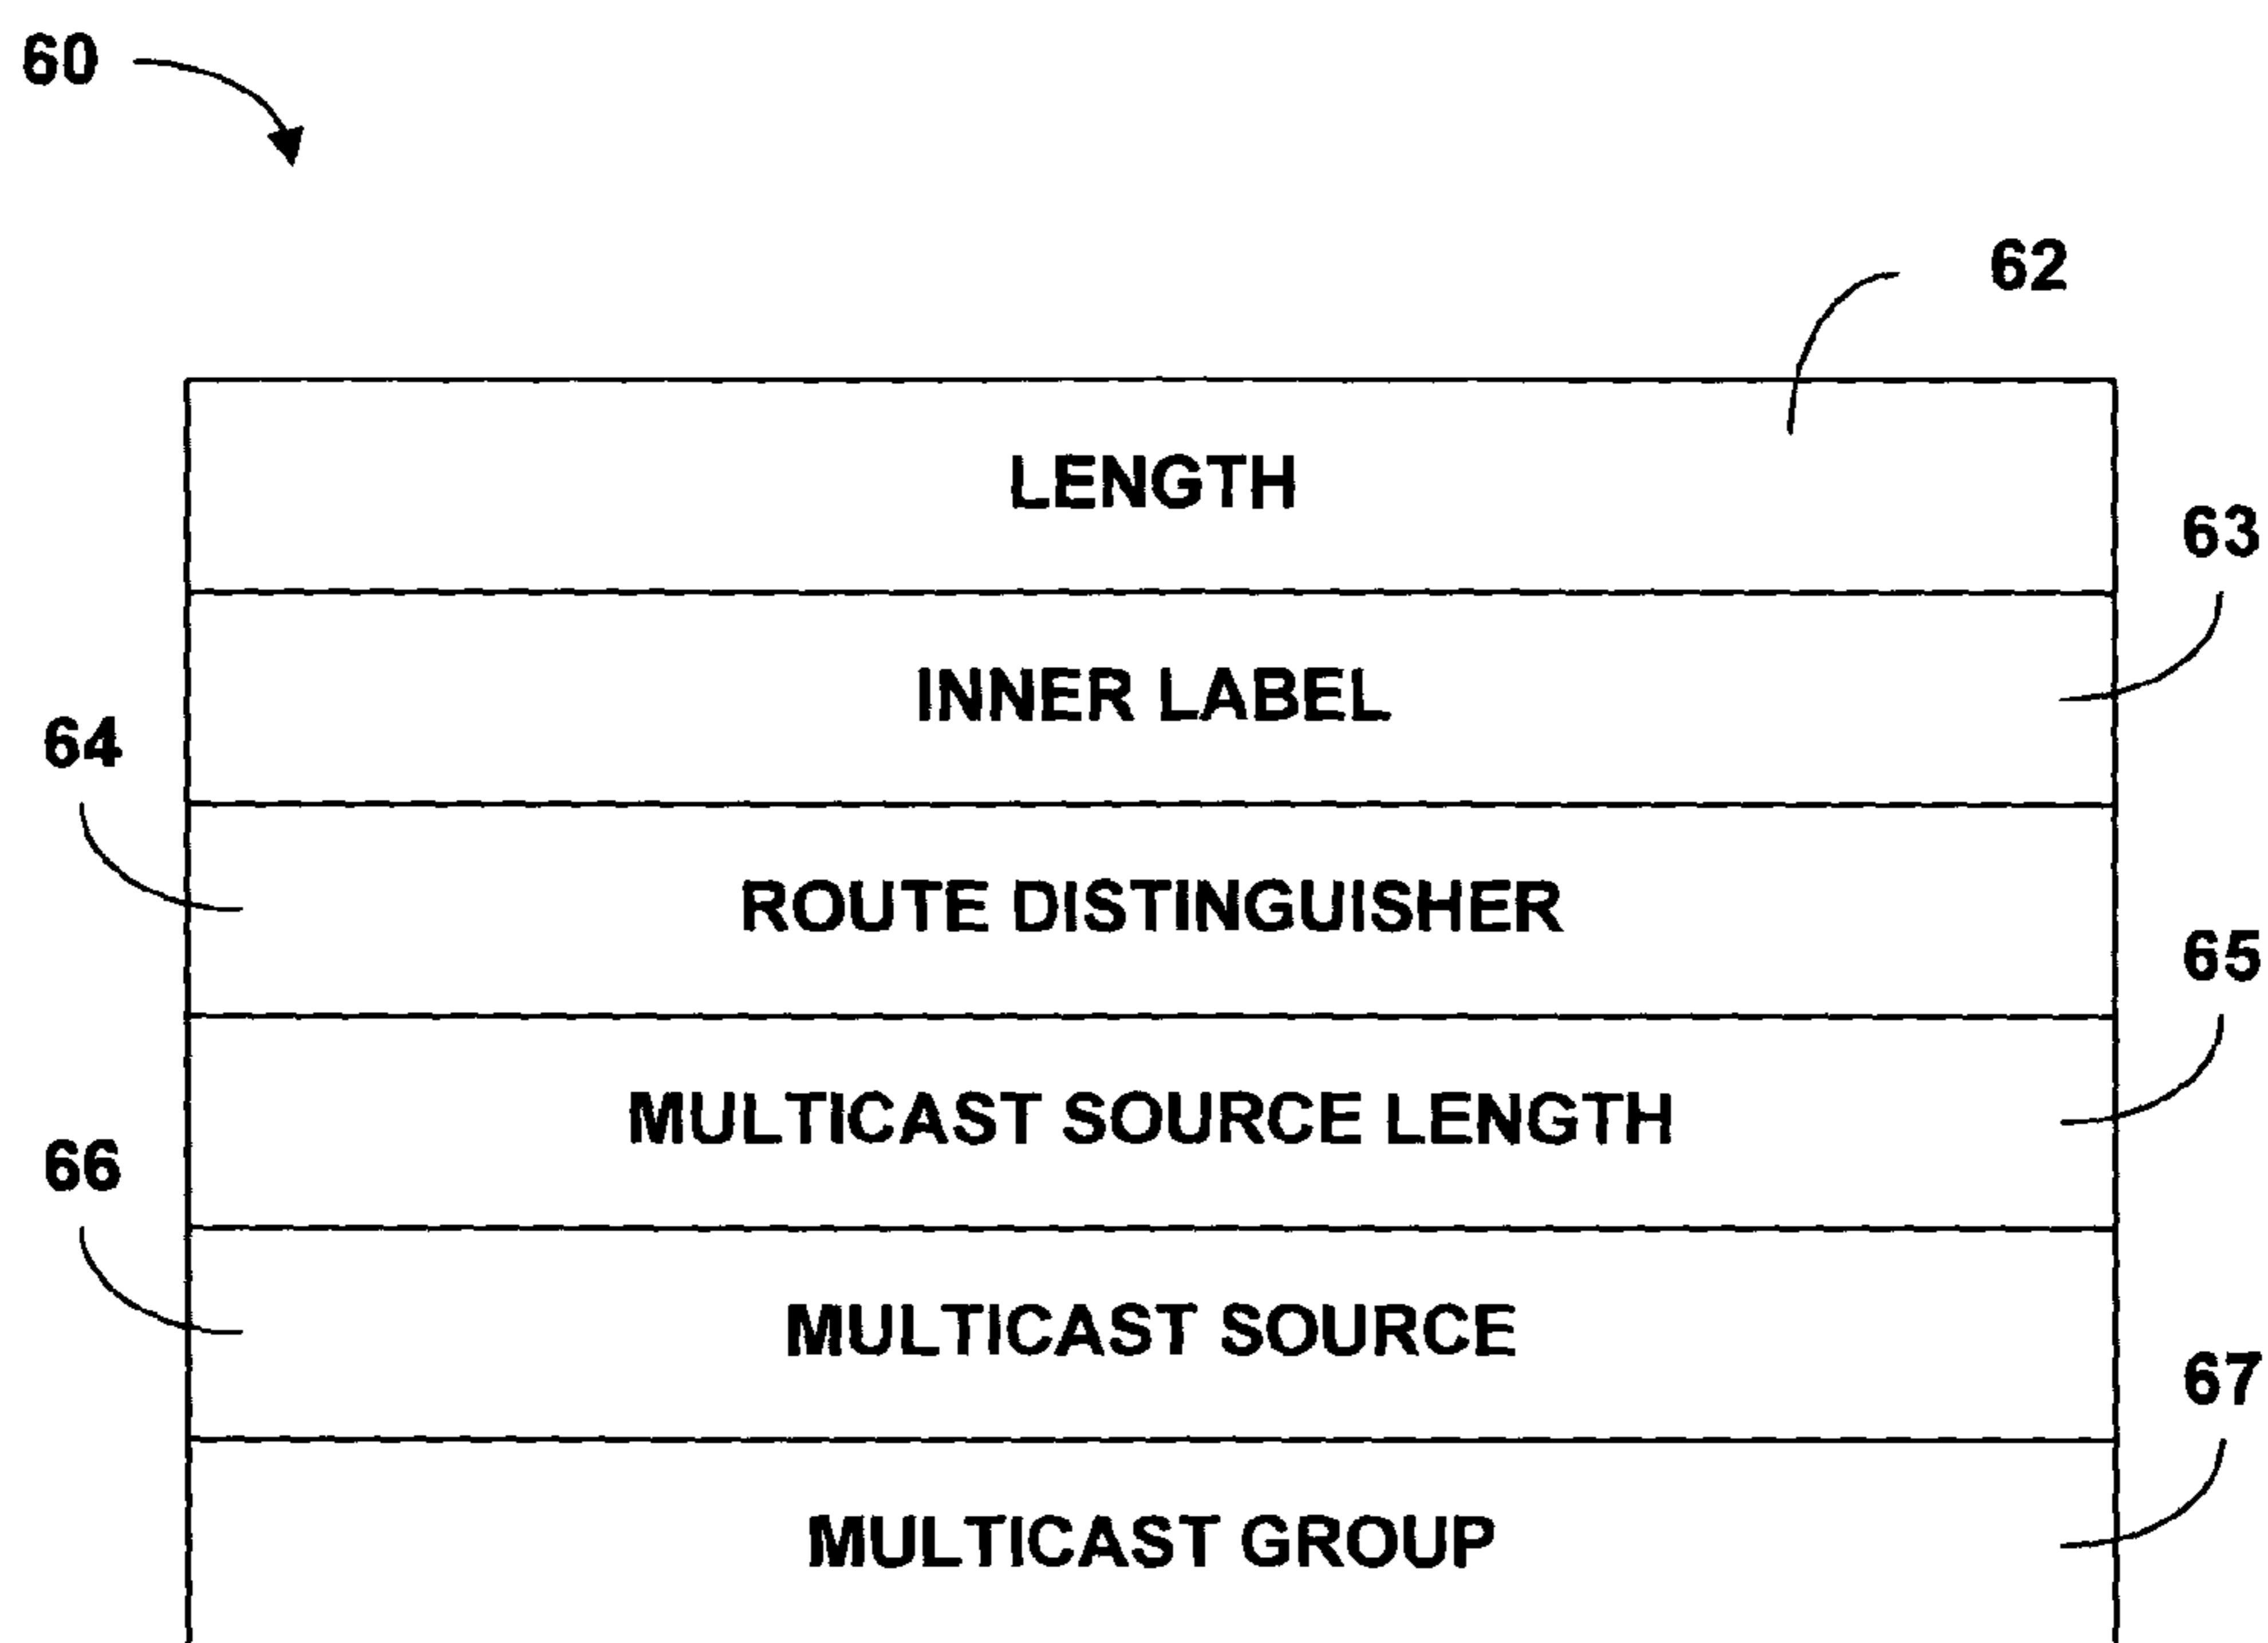 60
62
LENGTH
63
INNER LABEL
64
ROUTE DISTINGUISHER
65
MULTICAST SOURCE LENGTH
66
MULTICAST SOURCE
67
MULTICAST GROUP